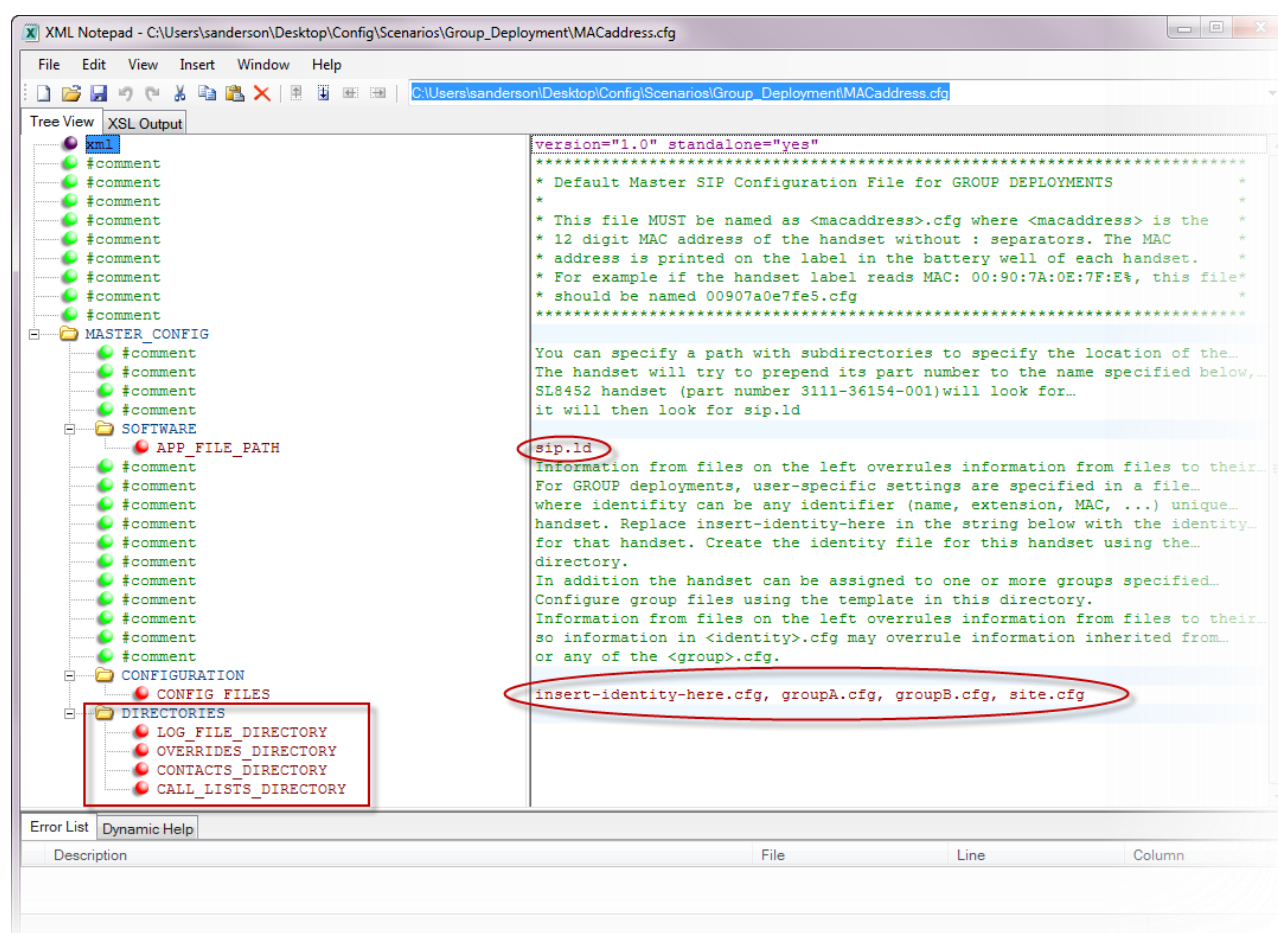 XML Notepad - C:\Users\sanderson\Desktop\Config\Scenarios\Group_Deployment\MACaddress.cfg
File Edit View Insert Window Help
C:\Users\sanderson\Desktop\Config\Scenarios\Group_Deployment\MACaddress.cfg
Tree View XSL Output
xml version="1.0" standalone="yes"
#comment ***************************************************************************
#comment * Default Master SIP Configuration File for GROUP DEPLOYMENTS *
#comment * *
#comment * This file MUST be named as <macaddress>.cfg where <macaddress> is the *
#comment * 12 digit MAC address of the handset without : separators. The MAC *
#comment * address is printed on the label in the battery well of each handset. *
#comment * For example if the handset label reads MAC: 00:90:7A:0E:7F:E%, this file*
#comment * should be named 00907a0e7fe5.cfg *
#comment ***************************************************************************
MASTER_CONFIG
#comment You can specify a path with subdirectories to specify the location of the…
#comment The handset will try to prepend its part number to the name specified below,…
#comment SL8452 handset (part number 3111-36154-001)will look for…
#comment it will then look for sip.ld
SOFTWARE
APP_FILE_PATH sip.ld
#comment Information from files on the left overrules information from files to their…
#comment For GROUP deployments, user-specific settings are specified in a file…
#comment where identifity can be any identifier (name, extension, MAC, ...) unique…
#comment handset. Replace insert-identity-here in the string below with the identity…
#comment for that handset. Create the identity file for this handset using the…
#comment directory.
#comment In addition the handset can be assigned to one or more groups specified…
#comment Configure group files using the template in this directory.
#comment Information from files on the left overrules information from files to their…
#comment so information in <identity>.cfg may overrule information inherited from…
#comment or any of the <group>.cfg.
CONFIGURATION
CONFIG_FILES insert-identity-here.cfg, groupA.cfg, groupB.cfg, site.cfg
DIRECTORIES
LOG_FILE_DIRECTORY
OVERRIDES_DIRECTORY
CONTACTS_DIRECTORY
CALL_LISTS_DIRECTORY
Error List Dynamic Help
Description File Line Column